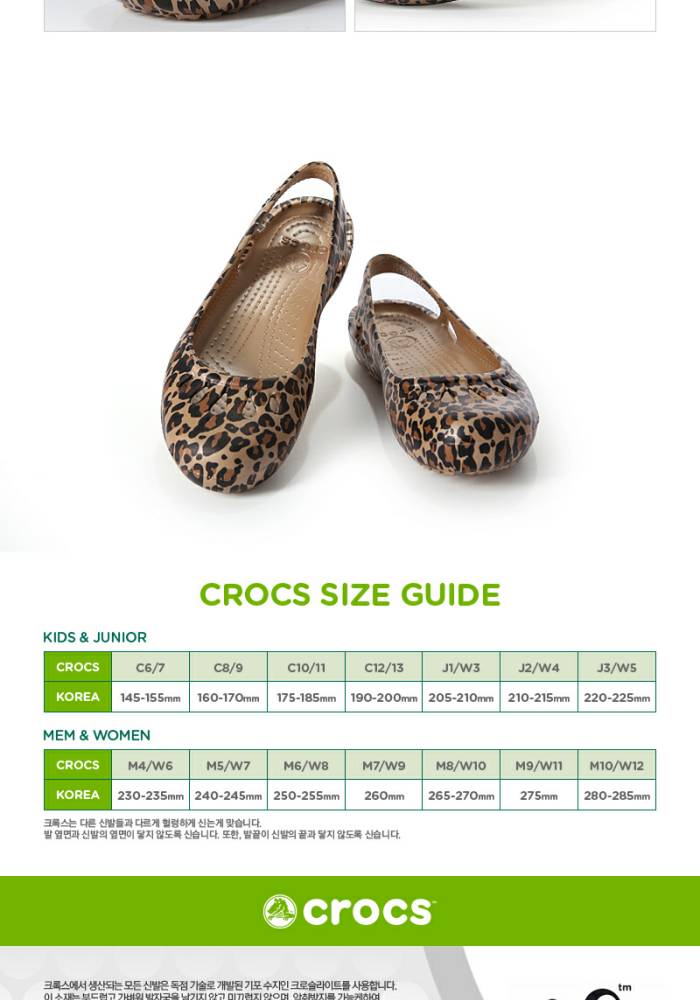 CROCS SIZE GUIDE
KIDS & JUNIOR
CROCS C6/7 C8/9 C10/11 C12/13 J1/W3 J2/W4 J3/W5
KOREA 145-155mm 160-170mm 175-185mm 190-200mm 205-210mm 210-215mm 220-225mm
MEM & WOMEN
CROCS M4/W6 M5/W7 M6/W8 M7/W9 M8/W10 M9/W11 M10/W12
KOREA 230-235mm 240-245mm 250-255mm 260mm 265-270mm 275mm 280-285mm
크록스는 다른 신발들과 다르게 헐렁하게 신는게 맞습니다.
발 옆면과 신발의 옆면이 닿지 않도록 신습니다. 또한, 발끝이 신발의 끝과 닿지 않도록 신습니다.
crocs™
크록스에서 생산되는 모든 신발은 독점 기술로 개발된 기포 수지인 크로슬라이트를 사용합니다.
이 소재는 부드럽고 가벼워 발자국을 남기지 않고 미끄럽지 않으며, 악취방지를 가능케하여
tm